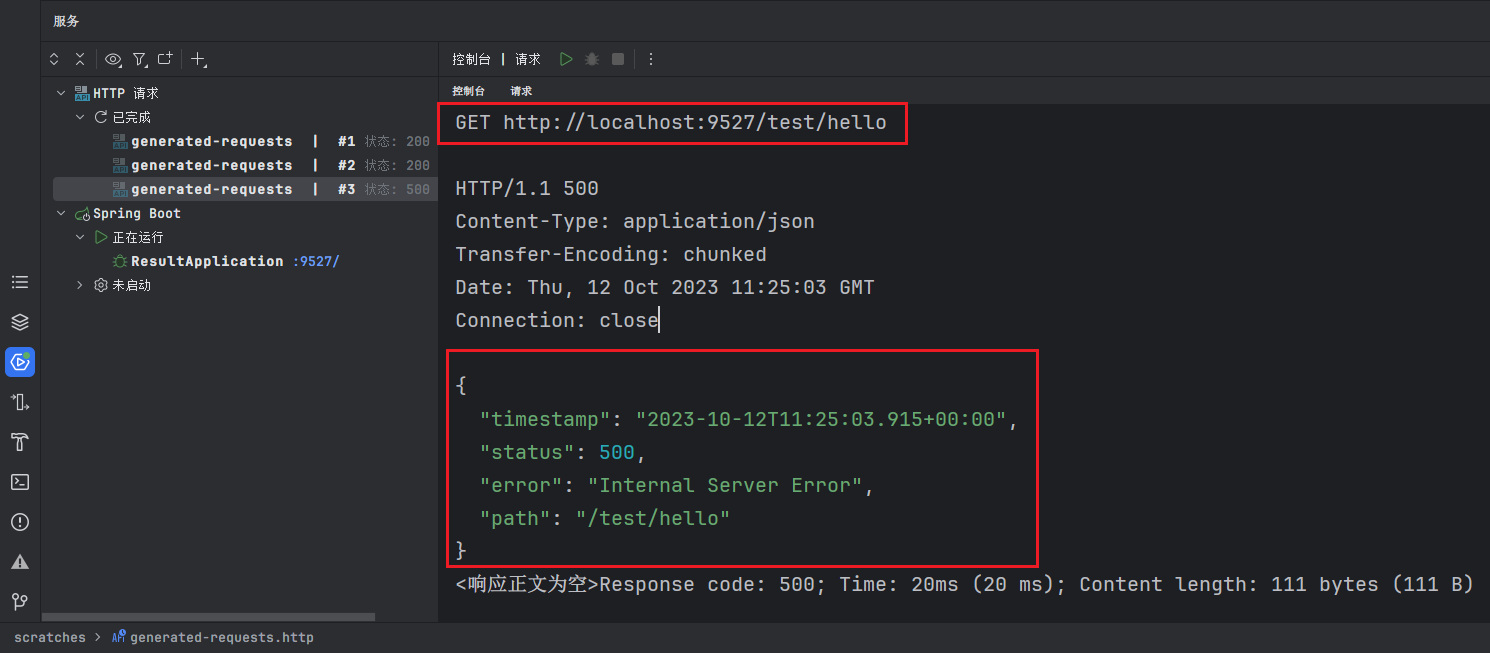 服务
HTTP 请求
已完成
generated-requests | #1 状态: 200
generated-requests | #2 状态: 200
generated-requests | #3 状态: 500
Spring Boot
正在运行
ResultApplication :9527/
未启动
控制台 | 请求
控制台 请求
GET http://localhost:9527/test/hello
HTTP/1.1 500
Content-Type: application/json
Transfer-Encoding: chunked
Date: Thu, 12 Oct 2023 11:25:03 GMT
Connection: close
{
"timestamp": "2023-10-12T11:25:03.915+00:00",
"status": 500,
"error": "Internal Server Error",
"path": "/test/hello"
}
<响应正文为空>Response code: 500; Time: 20ms (20 ms); Content length: 111 bytes (111 B)
scratches > API generated-requests.http